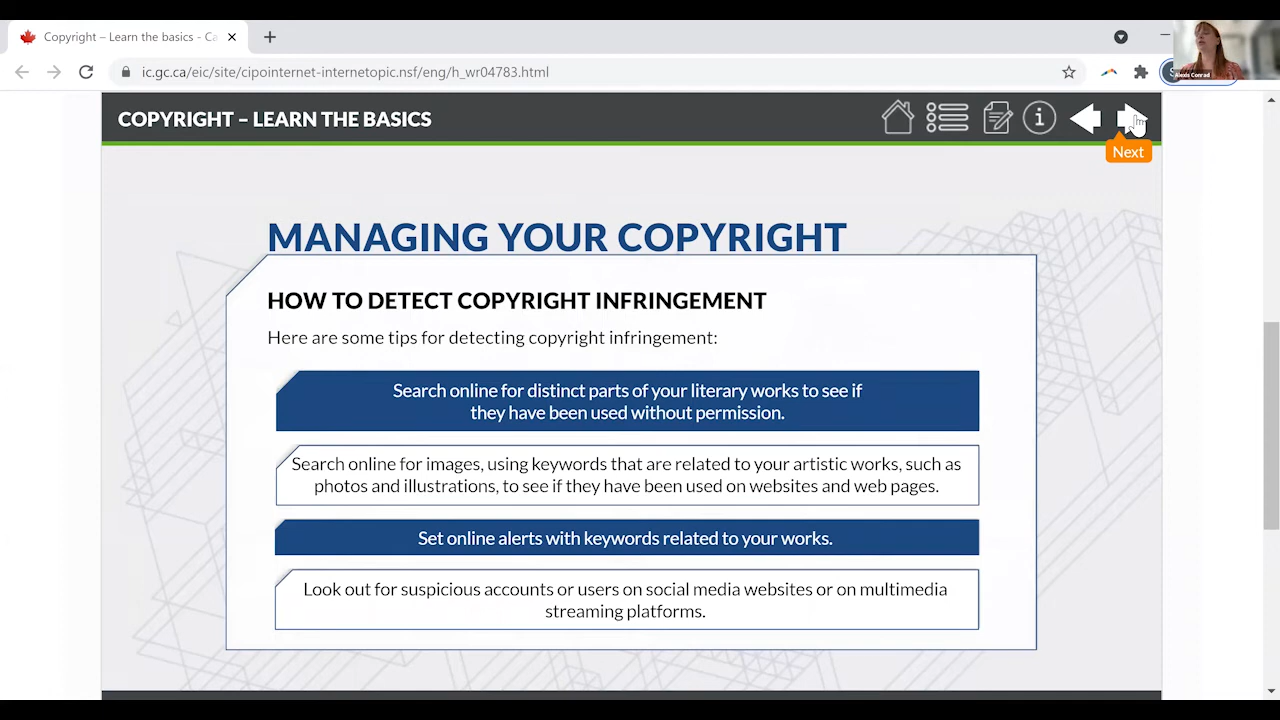 Copyright – Learn the basics - Ca
ic.gc.ca/eic/site/cipointernet-internetopic.nsf/eng/h_wr04783.html
Alexis Conrad
COPYRIGHT – LEARN THE BASICS
Next
MANAGING YOUR COPYRIGHT
HOW TO DETECT COPYRIGHT INFRINGEMENT
Here are some tips for detecting copyright infringement:
Search online for distinct parts of your literary works to see if
they have been used without permission.
Search online for images, using keywords that are related to your artistic works, such as
photos and illustrations, to see if they have been used on websites and web pages.
Set online alerts with keywords related to your works.
Look out for suspicious accounts or users on social media websites or on multimedia
streaming platforms.